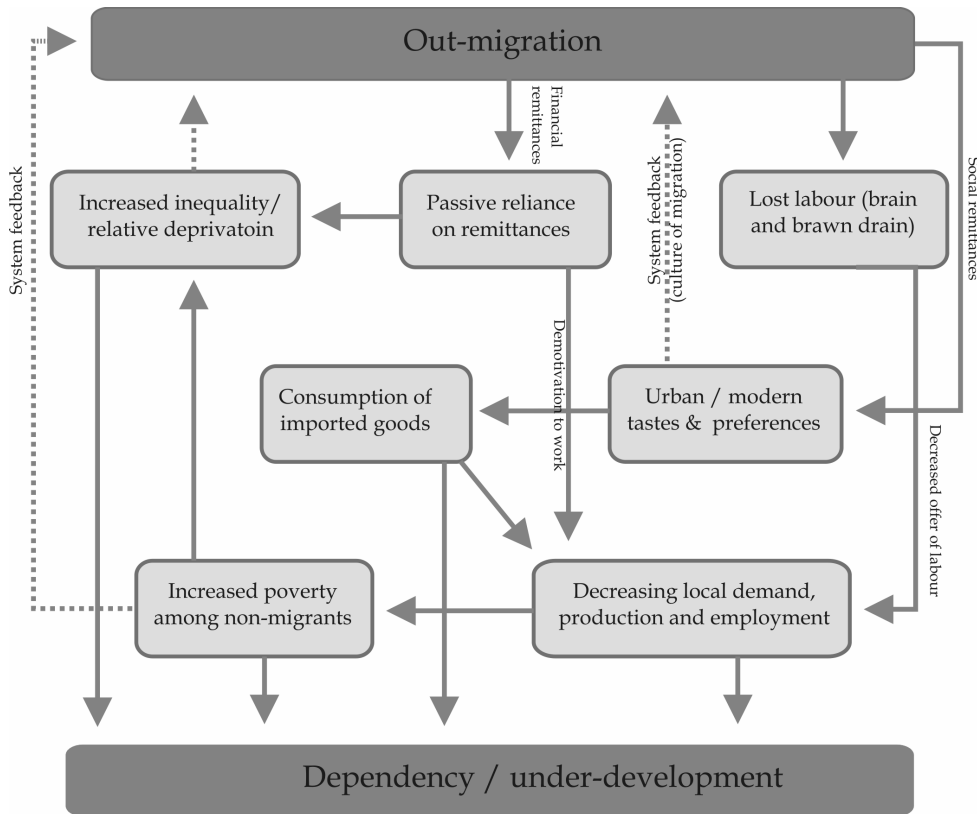 Out-migration
Financial
remittances
System feedback
System feedback
(culture of migration)
Social remittances
Increased inequality/
relative deprivatoin
Passive reliance
on remittances
Lost labour (brain
and brawn drain)
Demotivation to work
Consumption of
imported goods
Urban / modern
tastes & preferences
Decreased offer of labour
Increased poverty
among non-migrants
Decreasing local demand,
production and employment
Dependency / under-development